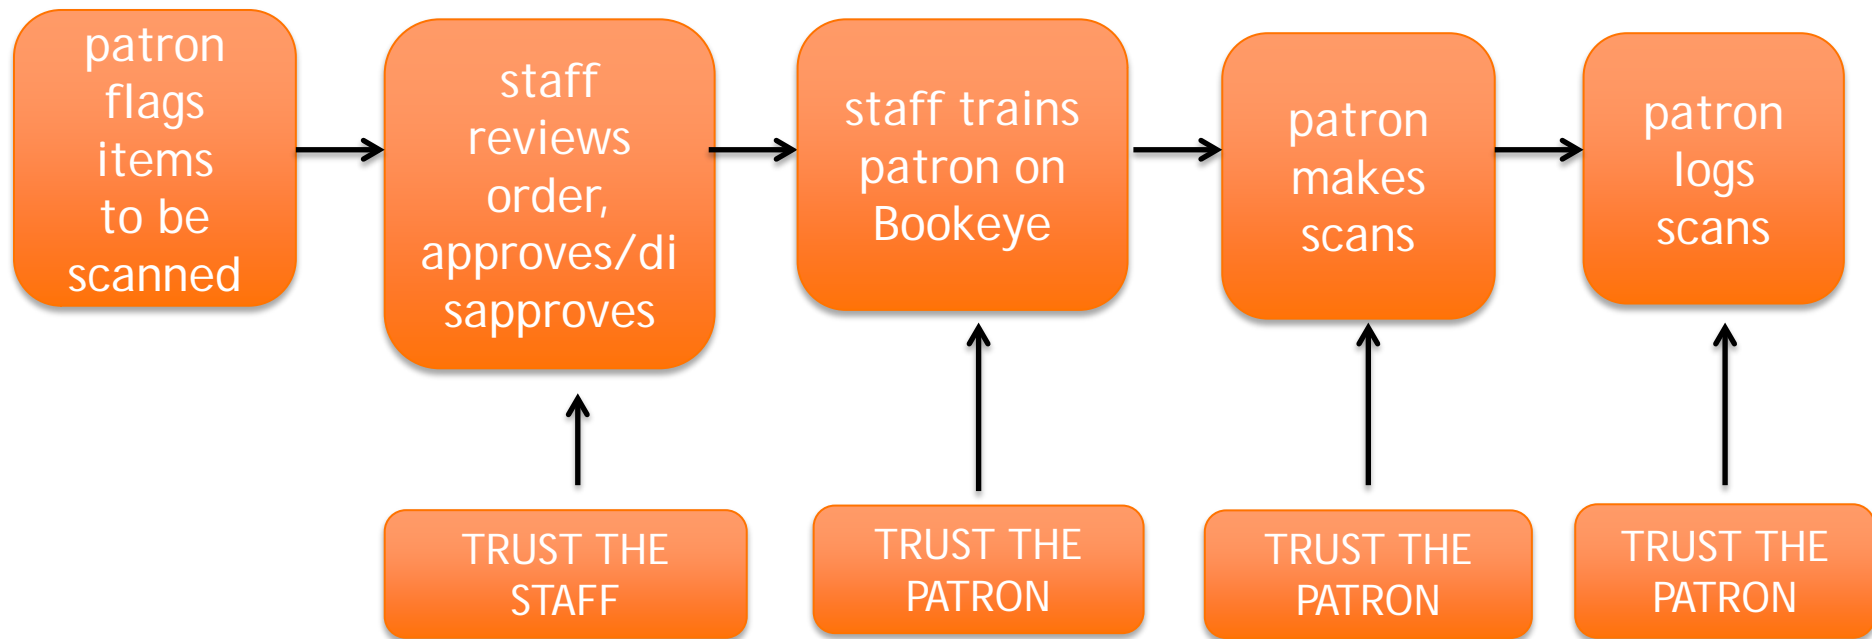 patron
flags
items
to be
scanned
staff
reviews
order,
approves/di
sapproves
staff trains
patron on
Bookeye
patron
makes
scans
patron
logs
scans
TRUST THE
STAFF
TRUST THE
PATRON
TRUST THE
PATRON
TRUST THE
PATRON